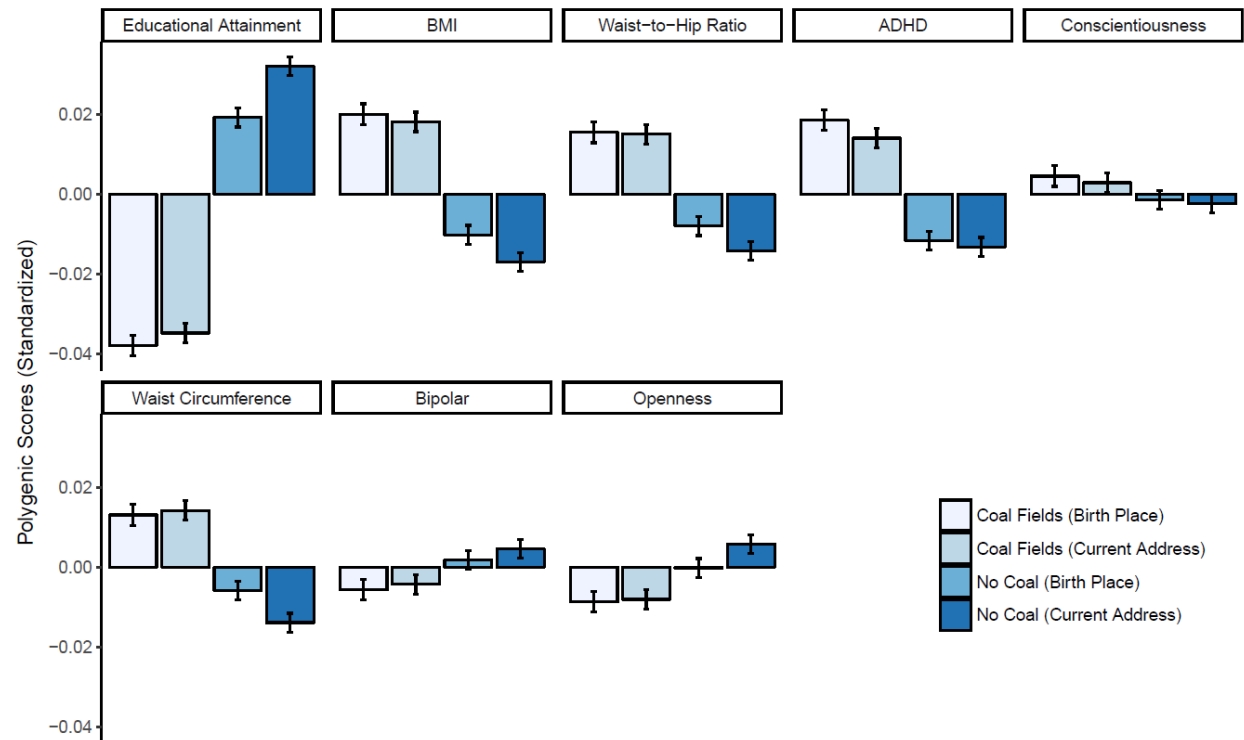 Educational Attainment
BMI
Waist−to−Hip Ratio
ADHD
Conscientiousness
0.02
0.00
−0.02
−0.04
Waist Circumference
Bipolar
Openness
0.02
0.00
−0.02
−0.04
Polygenic Scores (Standardized)
Coal Fields (Birth Place)
Coal Fields (Current Address)
No Coal (Birth Place)
No Coal (Current Address)